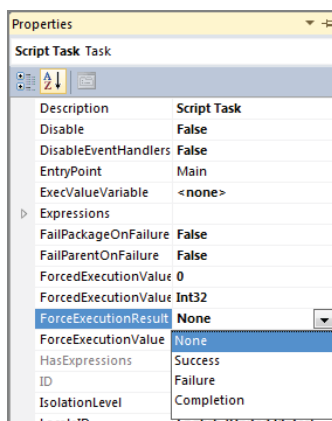 Properties
Script Task Task
Description Script Task
Disable False
DisableEventHandlers False
EntryPoint Main
ExecValueVariable <none>
Expressions
FailPackageOnFailure False
FailParentOnFailure False
ForcedExecutionValue 0
ForcedExecutionValue Int32
ForceExecutionResult None
ForceExecutionValue None
HasExpressions Success
ID Failure
IsolationLevel Completion